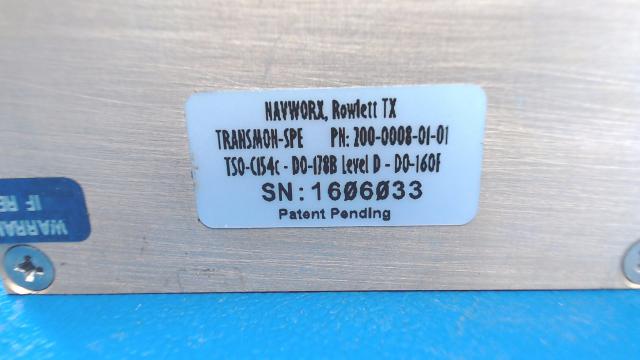 NAVWORX, Rowlett TX
TRANSMON-SPE PN: 200-0008-01-01
TSO-C154c - DO-178B Level D - DO-160F
SN:1606033
Patent Pending
IF RE